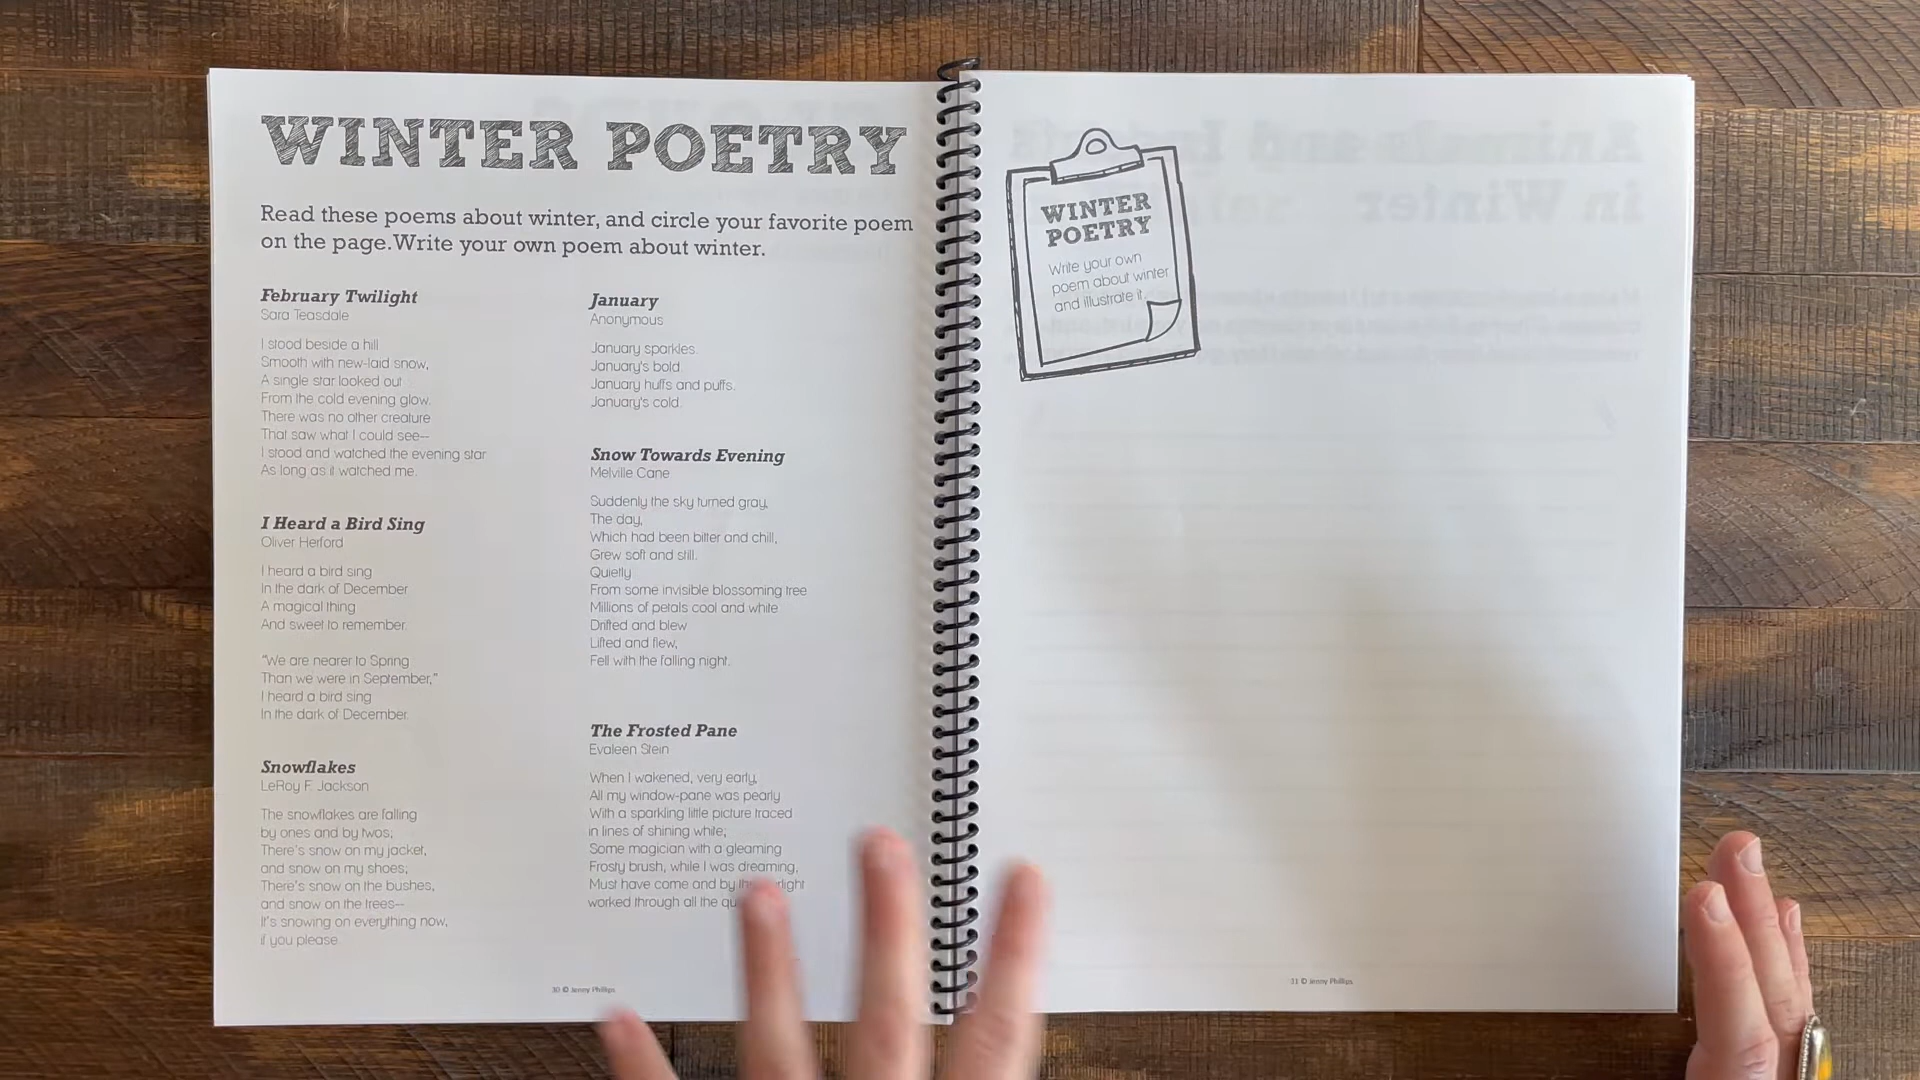 WINTER POETRY
Read these poems about winter, and circle your favorite poem
on the page.Write your own poem about winter.
February Twilight
Sara Teasdale
I stood beside a hill
Smooth with new-laid snow,
A single star looked out
From the cold evening glow.
There was no other creature
That saw what I could see--
I stood and watched the evening star
As long as it watched me.
I Heard a Bird Sing
Oliver Herford
I heard a bird sing
In the dark of December
A magical thing
And sweet to remember.
"We are nearer to Spring
Than we were in September,"
I heard a bird sing
In the dark of December.
Snowflakes
LeRoy F. Jackson
The snowflakes are falling
by ones and by twos;
There's snow on my jacket,
and snow on my shoes;
There's snow on the bushes,
and snow on the trees--
It's snowing on everything now,
if you please.
January
Anonymous
January sparkles.
January's bold.
January huffs and puffs.
January's cold.
Snow Towards Evening
Melville Cane
Suddenly the sky turned gray,
The day,
Which had been bitter and chill,
Grew soft and still.
Quietly
From some invisible blossoming tree
Millions of petals cool and white
Drifted and blew
Lifted and flew,
Fell with the falling night.
The Frosted Pane
Evaleen Stein
When I wakened, very early,
All my window-pane was pearly
With a sparkling little picture traced
in lines of shining white;
Some magician with a gleaming
Frosty brush, while I was dreaming,
Must have come and by
worked through all the
30 © Jenny Phillips
WINTER
POETRY
Write your own
poem about winter
and illustrate it.
Animals and
in Winter
31 © Jenny Phillips